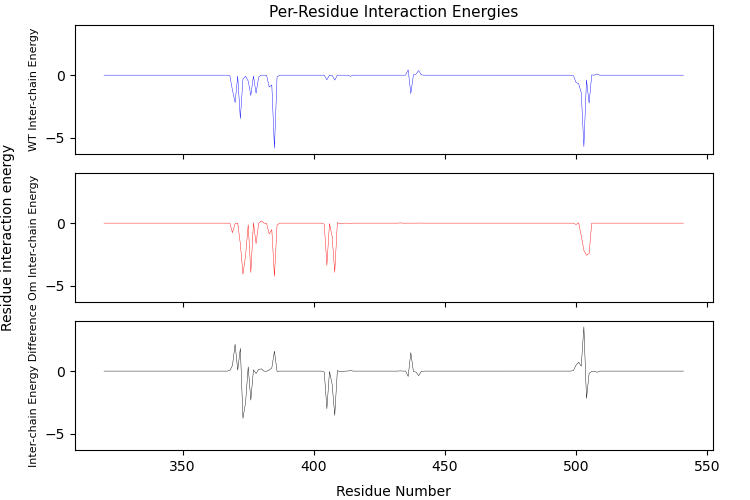 Per-Residue Interaction Energies
Residue interaction energy
WT Inter-chain Energy
0
−5
Om Inter-chain Energy
0
−5
Inter-chain Energy Difference
0
−5
350
400
450
500
550
Residue Number